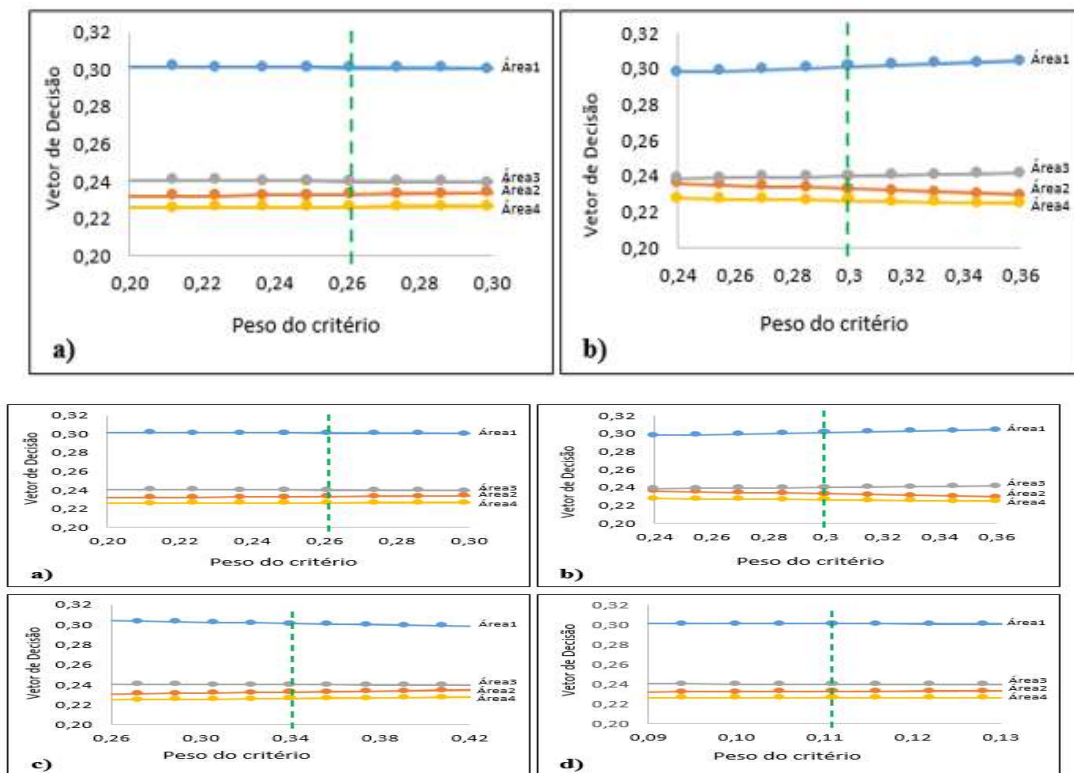 0,32
0,30
0,28
0,26
0,24
0,22
0,20
Vetor de Decisão
Área1
Área3
Área2
Área4
0,20 0,22 0,24 0,26 0,28 0,30
Peso do critério
a)
0,32
0,30
0,28
0,26
0,24
0,22
0,20
Vetor de Decisão
Área1
Área3
Área2
Área4
0,24 0,26 0,28 0,3 0,32 0,34 0,36
Peso do critério
b)
0,32
0,30
0,28
0,26
0,24
0,22
0,20
Vetor de Decisão
Área1
Área3
Área2
Área4
0,20 0,22 0,24 0,26 0,28 0,30
Peso do critério
a)
0,32
0,30
0,28
0,26
0,24
0,22
0,20
Vetor de Decisão
Área1
Área3
Área2
Área4
0,24 0,26 0,28 0,3 0,31 0,34 0,36
Peso do critério
b)
0,32
0,30
0,28
0,26
0,24
0,22
0,20
Vetor de Decisão
Área1
Área3
Área2
Área4
0,26 0,30 0,34 0,38 0,42
Peso do critério
c)
0,32
0,30
0,28
0,26
0,24
0,22
0,20
Vetor de Decisão
Área1
Área3
Área2
Área4
0,09 0,10 0,11 0,12 0,13
Peso do critério
d)